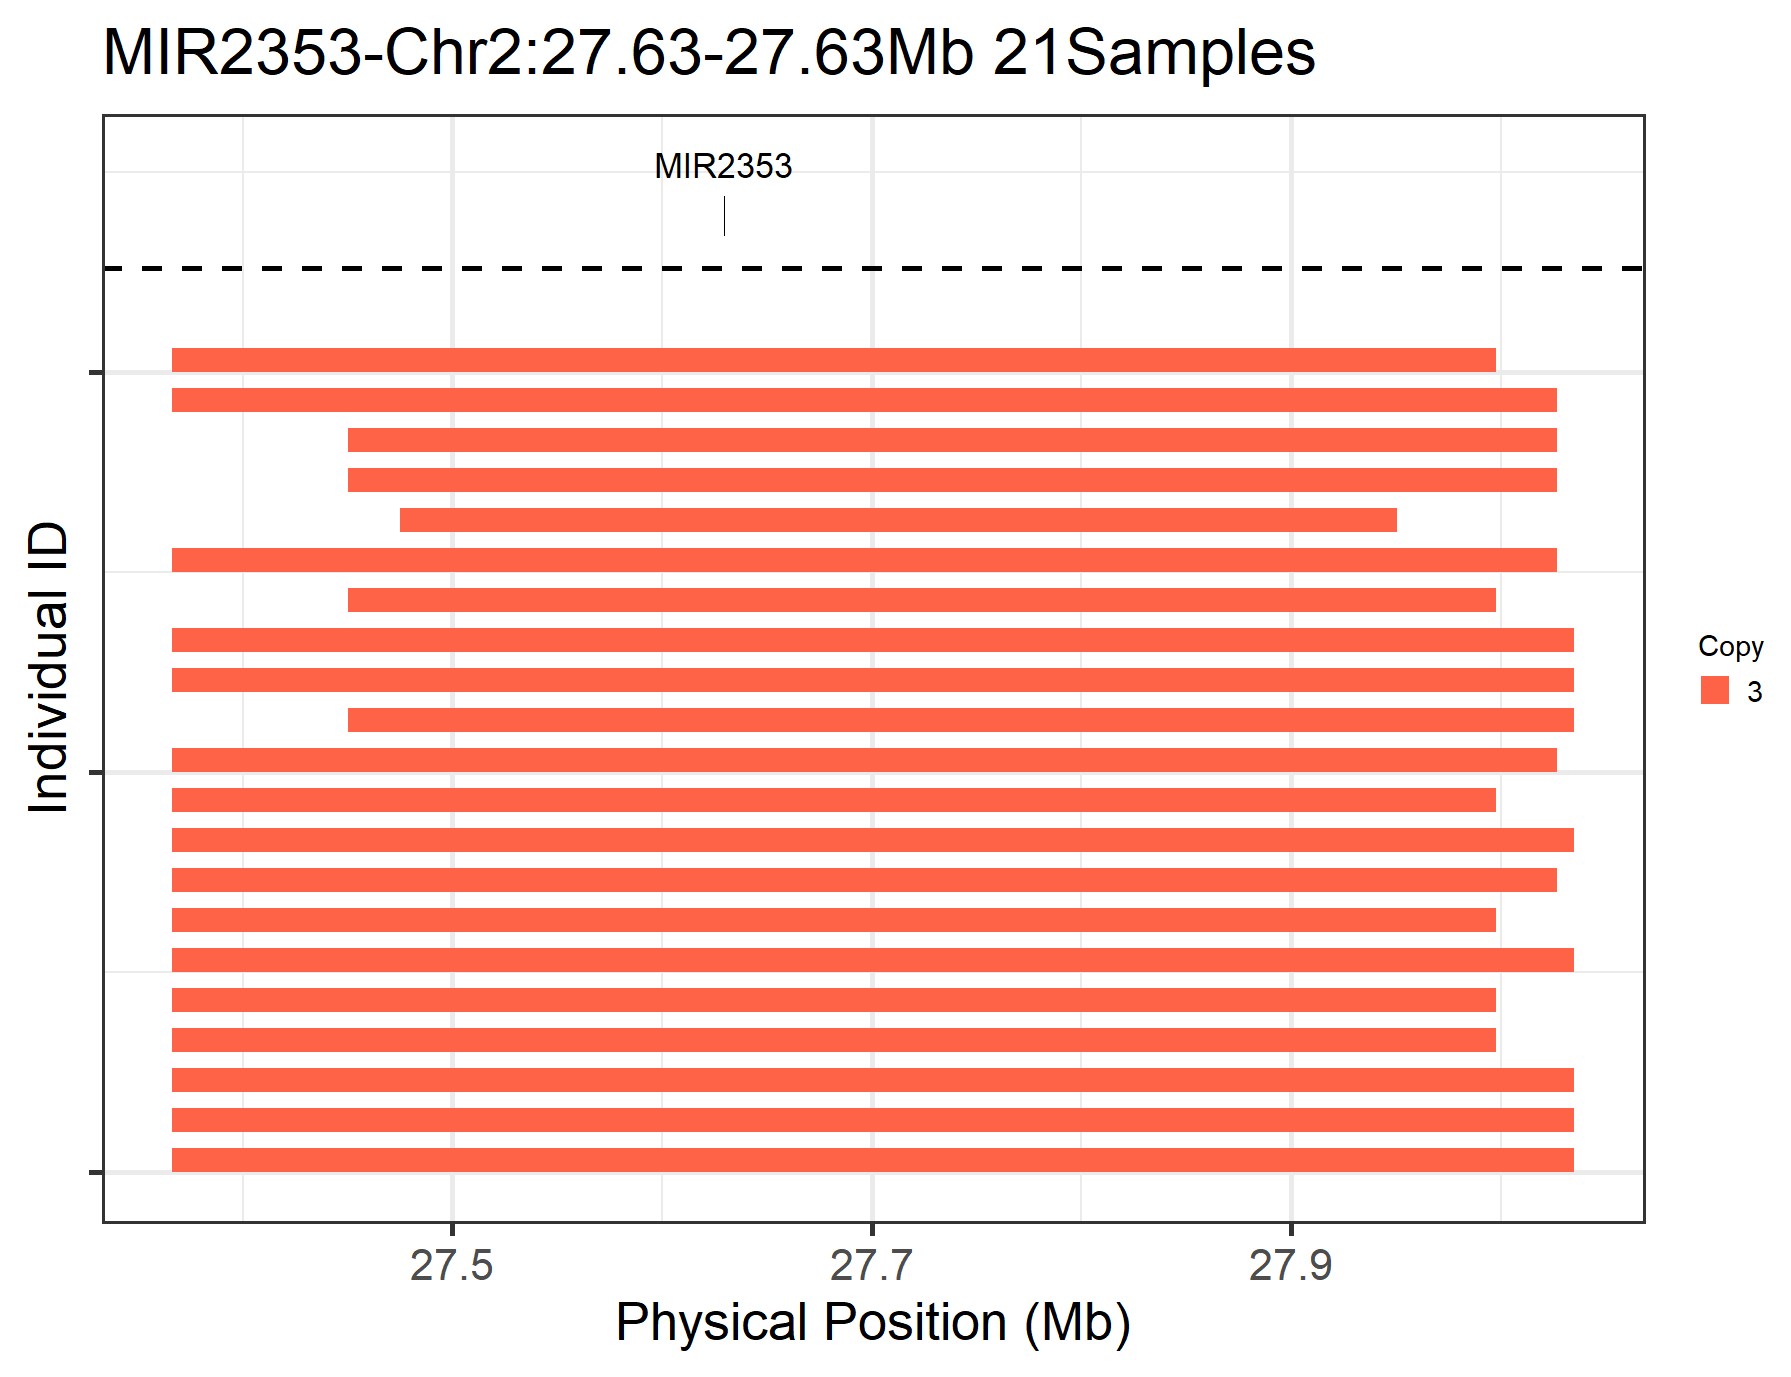 MIR2353-Chr2:27.63-27.63Mb 21Samples
MIR2353
Individual ID
Copy
3
27.5 27.7 27.9
Physical Position (Mb)